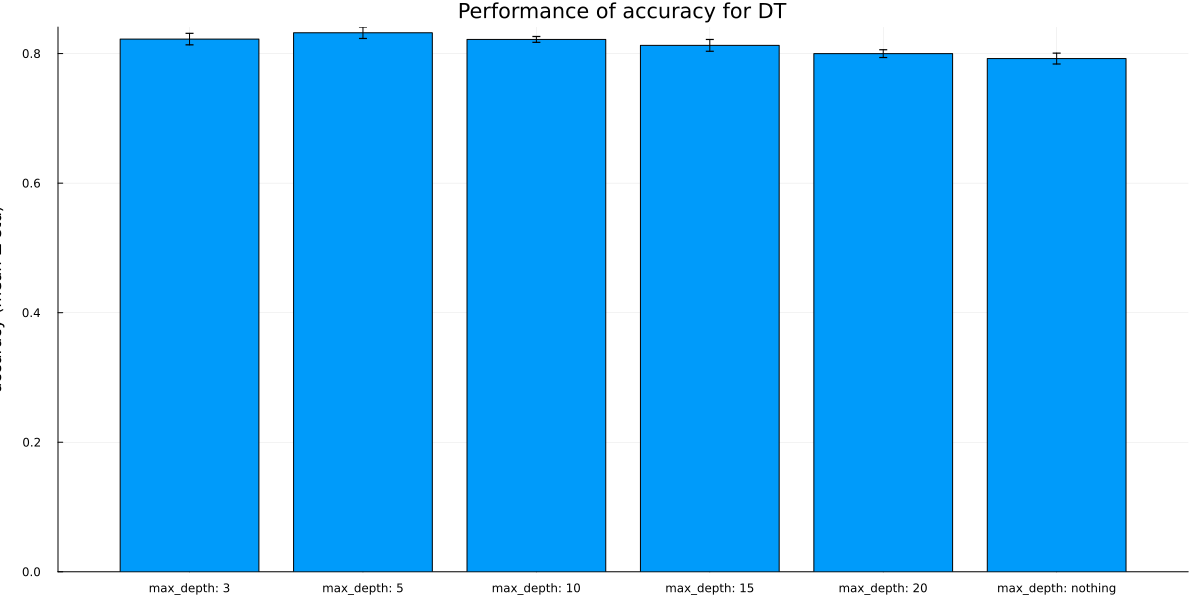 Performance of accuracy for DT
0.8
0.6
0.4
0.2
0.0
max_depth: 3
max_depth: 5
max_depth: 10
max_depth: 15
max_depth: 20
max_depth: nothing